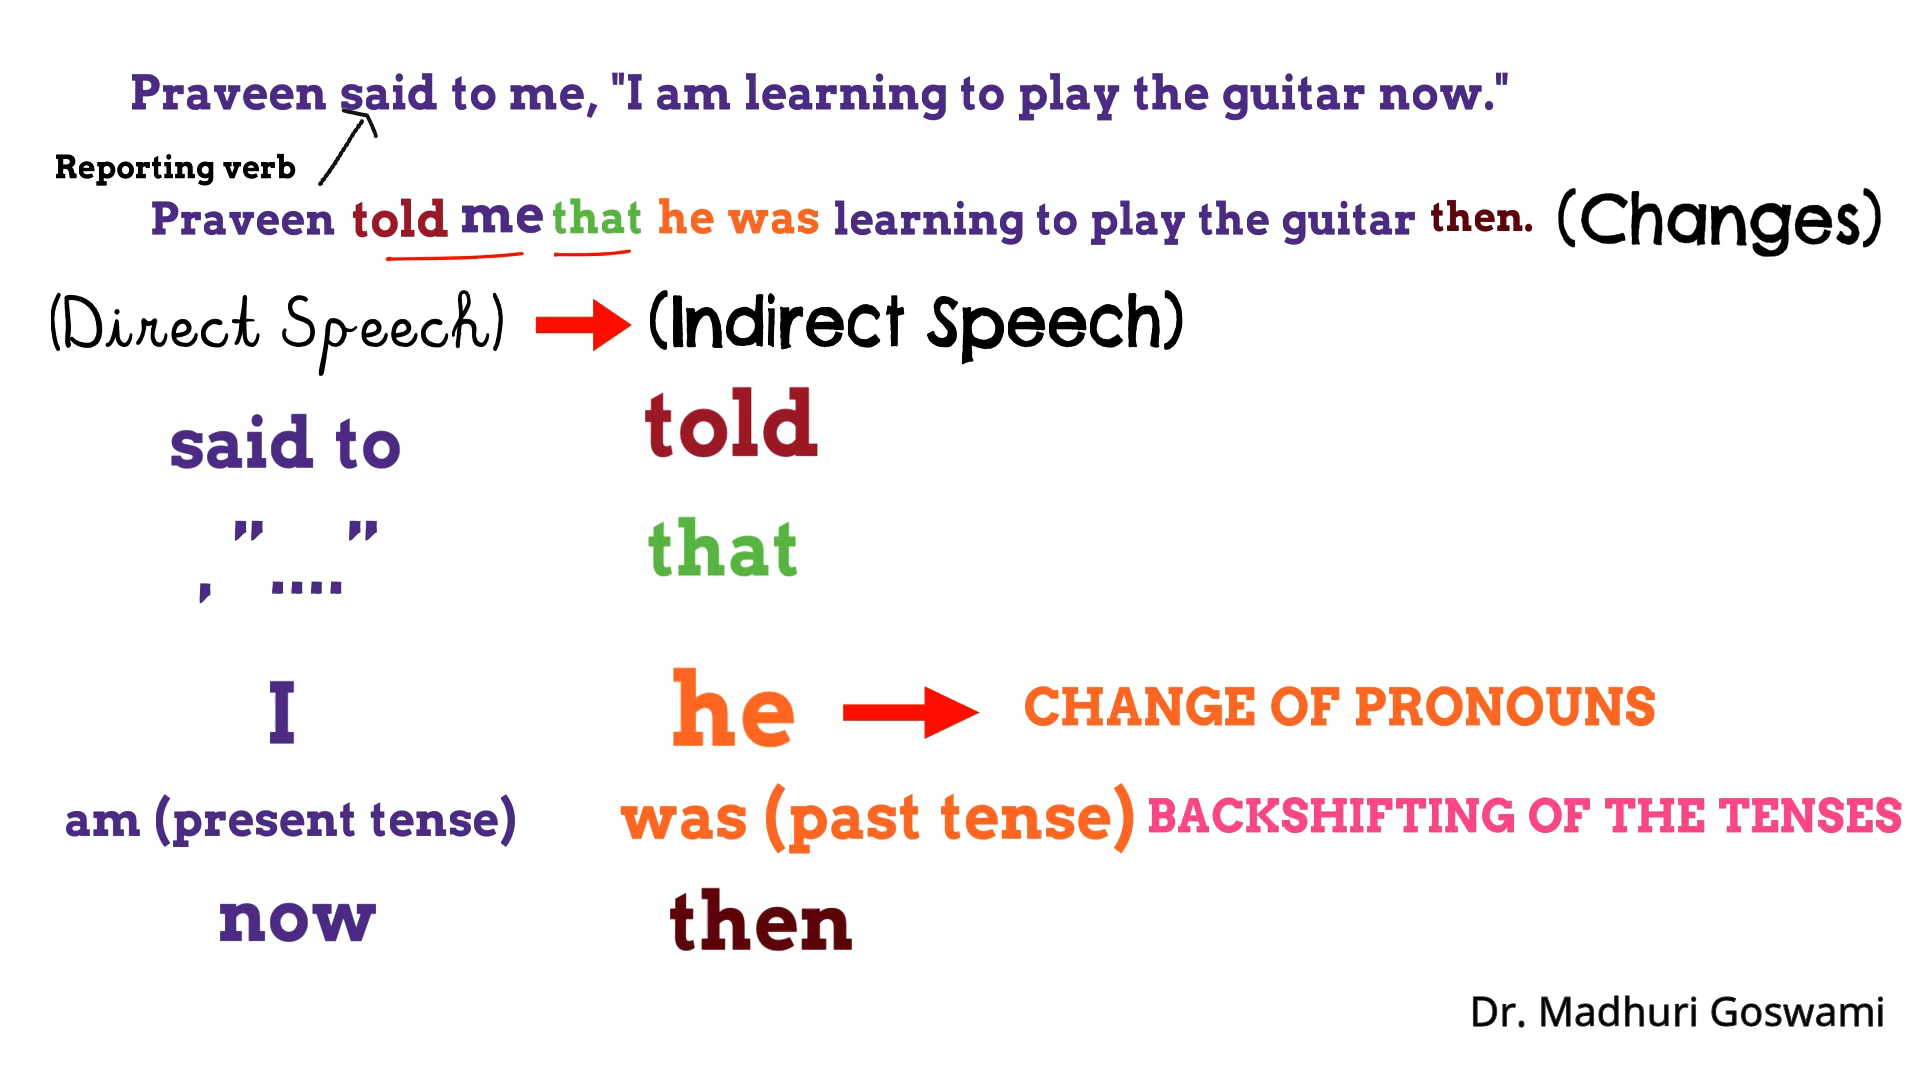 Praveen said to me, "I am learning to play the guitar now."
Reporting verb
Praveen told me that he was learning to play the guitar then. (Changes)
(Direct Speech) (Indirect Speech)
said to told
, ” .... ” that
I he CHANGE OF PRONOUNS
am (present tense) was (past tense) BACKSHIFTING OF THE TENSES
now then
Dr. Madhuri Goswami